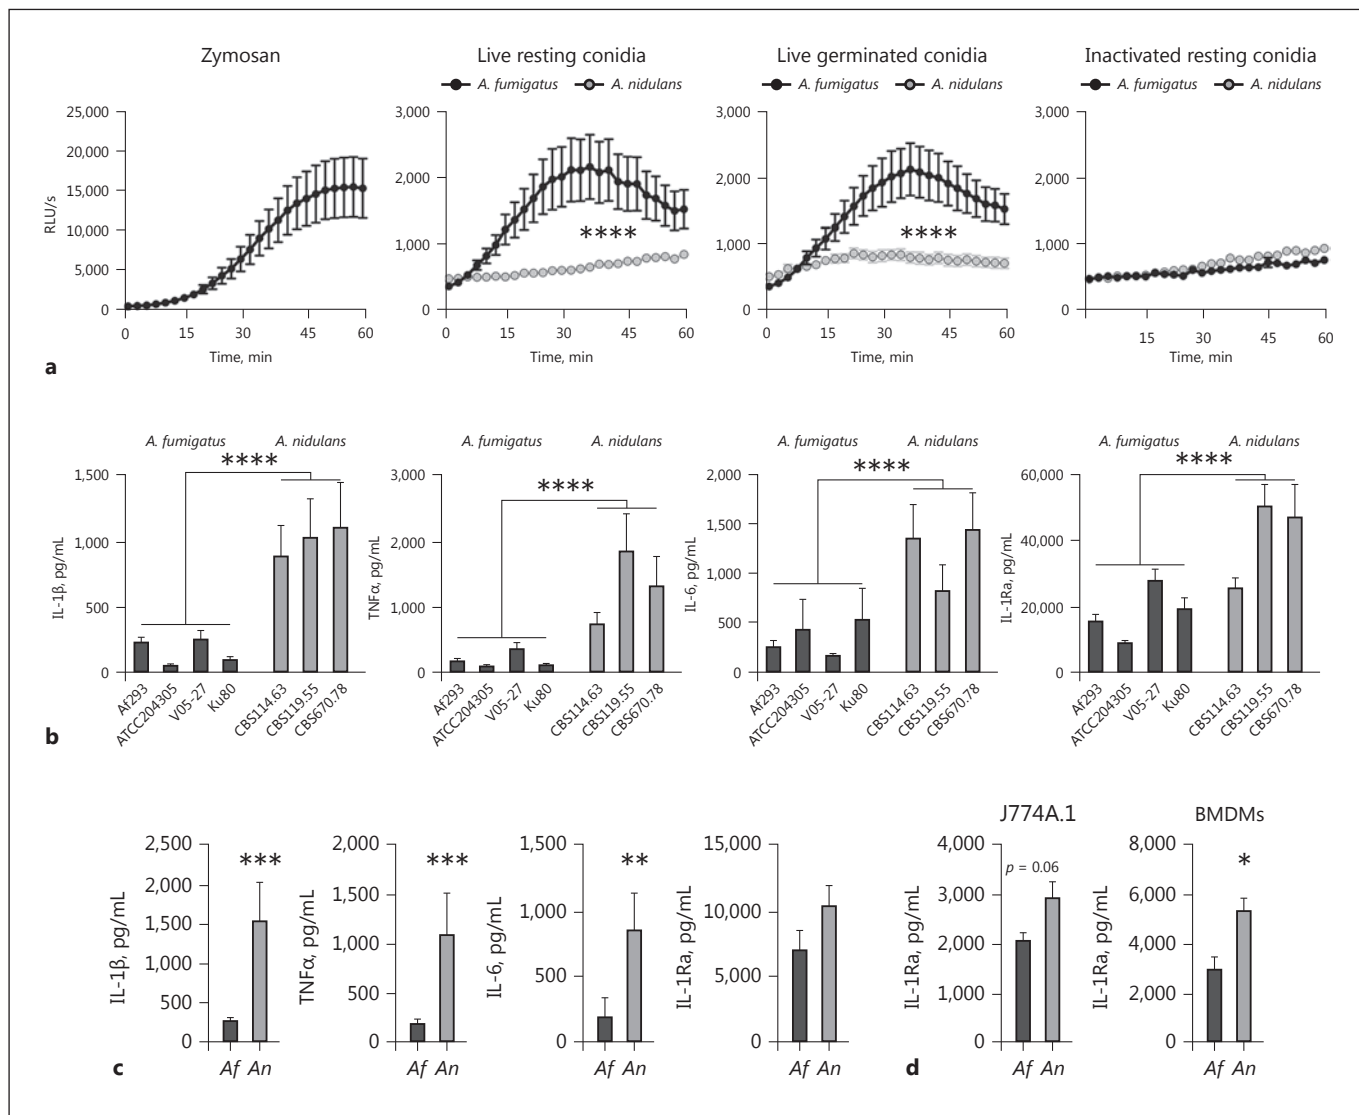 Zymosan
Live resting conidia
Live germinated conidia
Inactivated resting conidia
A. fumigatus A. nidulans
A. fumigatus A. nidulans
A. fumigatus A. nidulans
RLU/s
25,000
20,000
15,000
10,000
5,000
0
0 15 30 45 60
Time, min
3,000
2,000
1,000
0
****
0 15 30 45 60
Time, min
3,000
2,000
1,000
0
****
0 15 30 45 60
Time, min
3,000
2,000
1,000
0
15 30 45 60
Time, min
a
A. fumigatus A. nidulans
****
IL-1β, pg/mL
1,500
1,000
500
0
Af293
ATCC204305
V05-27
Ku80
CBS114.63
CBS119.55
CBS670.78
A. fumigatus A. nidulans
****
TNFα, pg/mL
3,000
2,000
1,000
0
Af293
ATCC204305
V05-27
Ku80
CBS114.63
CBS119.55
CBS670.78
A. fumigatus A. nidulans
****
IL-6, pg/mL
2,000
1,500
1,000
500
0
Af293
ATCC204305
V05-27
Ku80
CBS114.63
CBS119.55
CBS670.78
A. fumigatus A. nidulans
****
IL-1Ra, pg/mL
60,000
40,000
20,000
0
Af293
ATCC204305
V05-27
Ku80
CBS114.63
CBS119.55
CBS670.78
b
IL-1β, pg/mL
2,500
2,000
1,500
1,000
500
0
***
Af An
TNFα, pg/mL
2,000
1,500
1,000
500
0
***
Af An
IL-6, pg/mL
1,500
1,000
500
0
**
Af An
IL-1Ra, pg/mL
15,000
10,000
5,000
0
Af An
c
J774A.1
IL-1Ra, pg/mL
4,000
3,000
2,000
1,000
0
p = 0.06
Af An
BMDMs
IL-1Ra, pg/mL
8,000
6,000
4,000
2,000
0
*
Af An
d